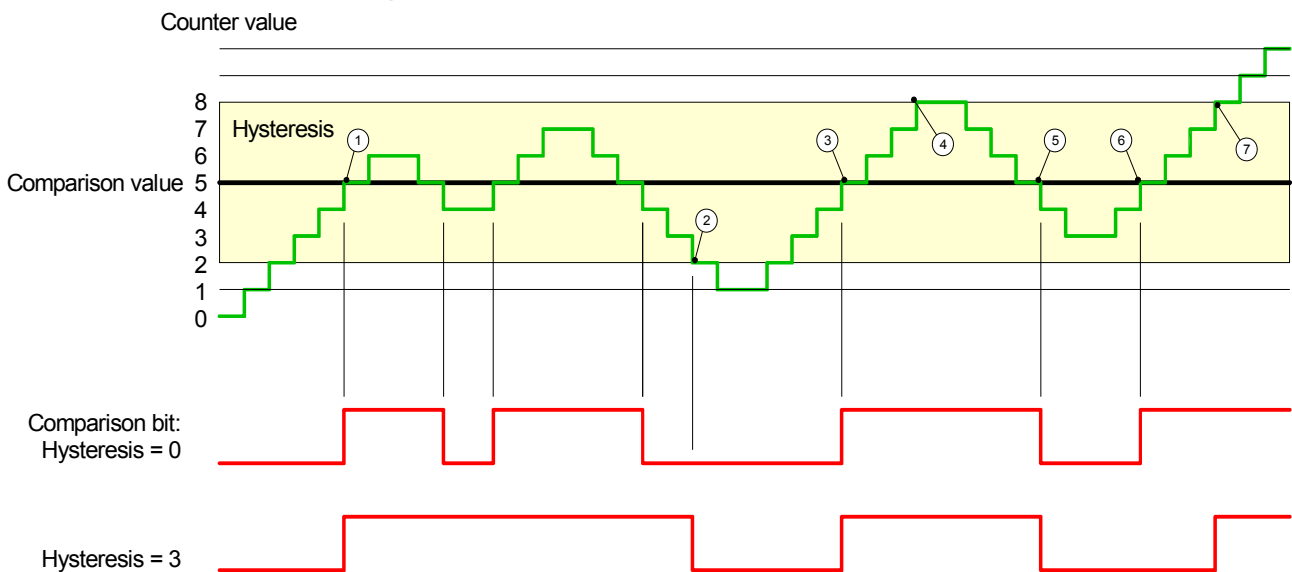 Counter value
8
7
Hysteresis
1
3
4
5
6
7
6
Comparison value 5
4
3
2
2
1
0
Comparison bit:
Hysteresis = 0
Hysteresis = 3